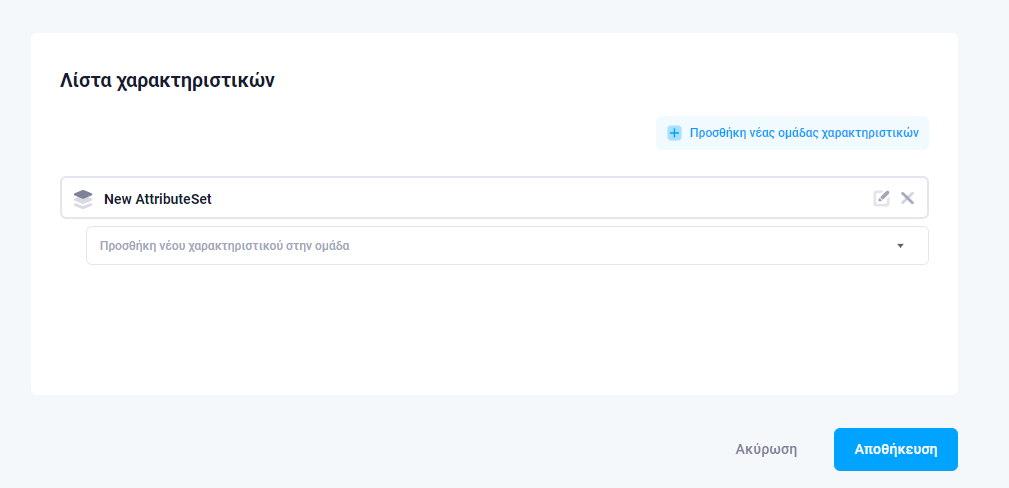 Λίστα χαρακτηριστικών
Προσθήκη νέας ομάδας χαρακτηριστικών
New AttributeSet
Προσθήκη νέου χαρακτηριστικού στην ομάδα
Ακύρωση
Αποθήκευση